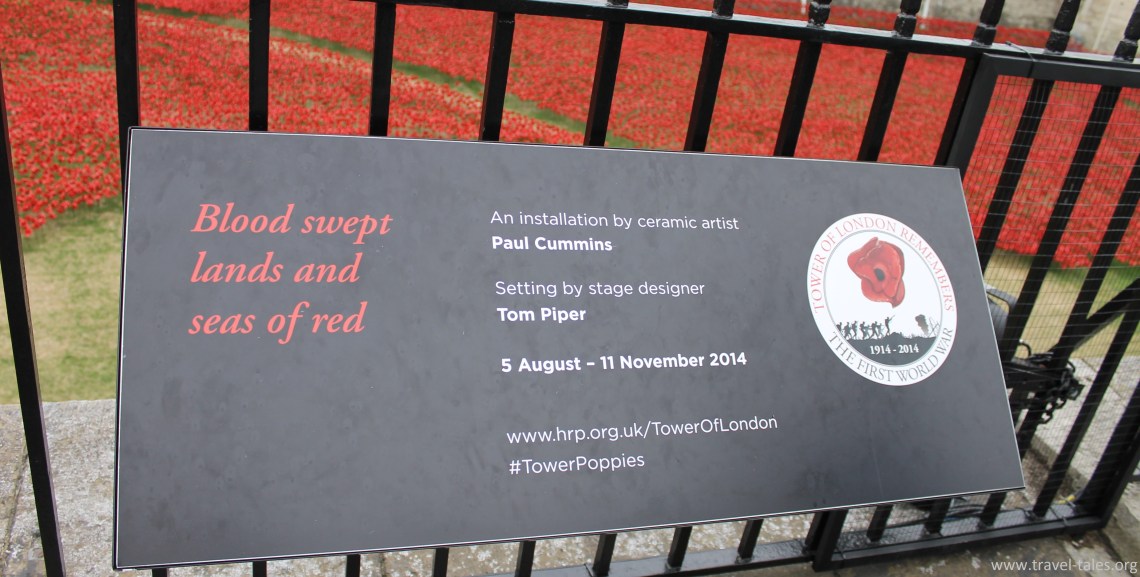 Blood swept
lands and
seas of red
An installation by ceramic artist
Paul Cummins
Setting by stage designer
Tom Piper
5 August – 11 November 2014
www.hrp.org.uk/TowerOfLondon
#TowerPoppies
TOWER OF LONDON REMEMBERS
1914 - 2014
THE FIRST WORLD WAR
www.travel-tales.org